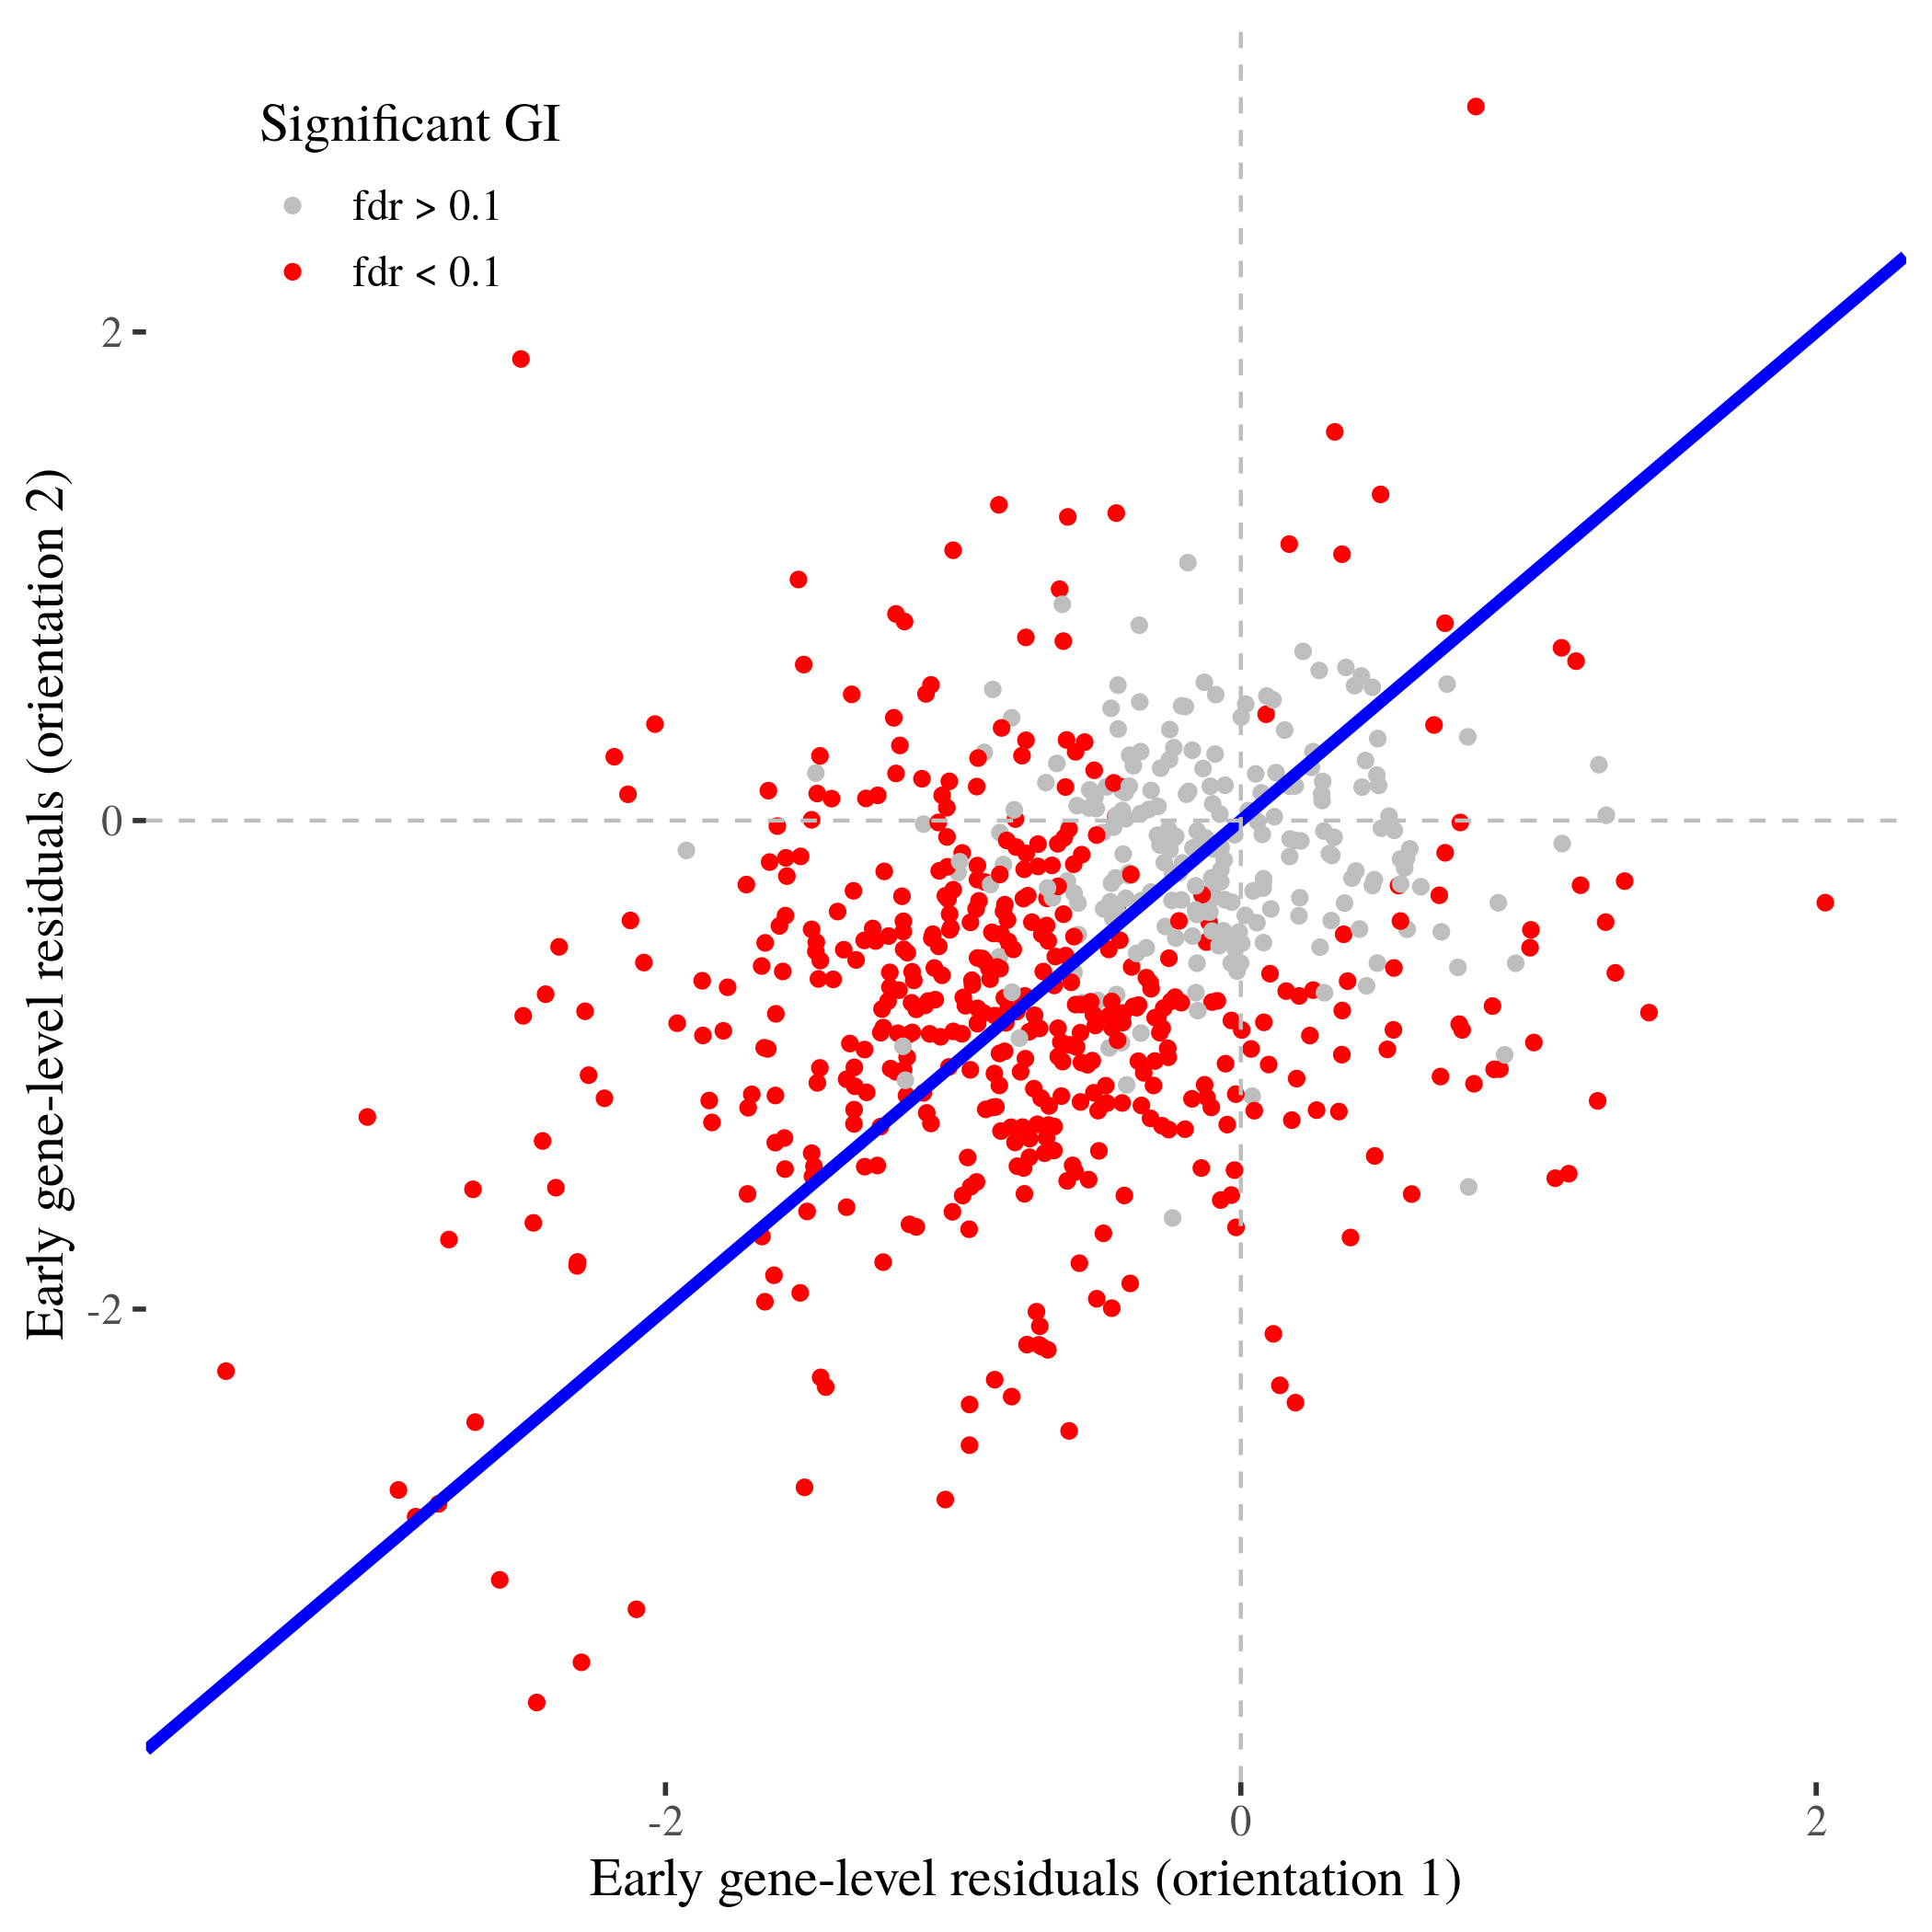 Significant GI
fdr > 0.1
fdr < 0.1
2
0
-2
Early gene-level residuals (orientation 2)
-2
0
2
Early gene-level residuals (orientation 1)